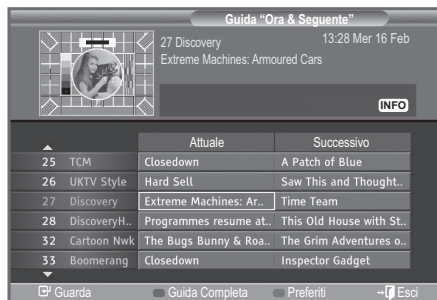 Guida “Ora & Seguente”
27 Discovery 13:28 Mer 16 Feb
Extreme Machines: Armoured Cars
INFO
Attuale Successivo
25 TCM Closedown A Patch of Blue
26 UKTV Style Hard Sell Saw This and Thought..
27 Discovery Extreme Machines: Ar.. Time Team
28 DiscoveryH.. Programmes resume at.. This Old House with St..
32 Cartoon Nwk The Bugs Bunny & Roa.. The Grim Adventures o..
33 Boomerang Closedown Inspector Gadget
Guarda Guida Completa Preferiti Esci